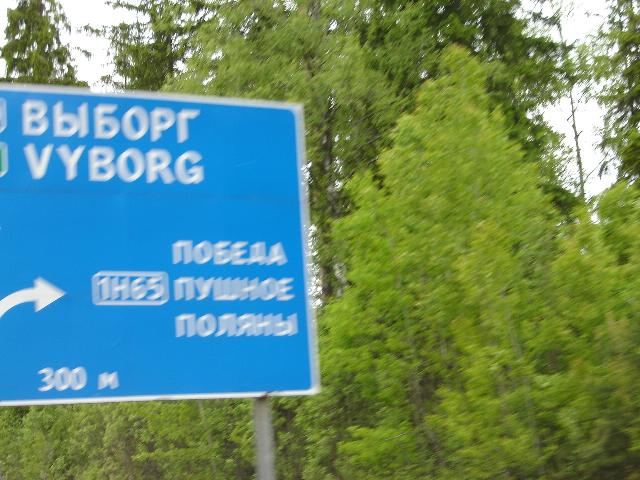 ВЫБОРГ
VYBORG
ПОБЕДА
1Н65 ПУШНОЕ
ПОЛЯНЫ
300 м